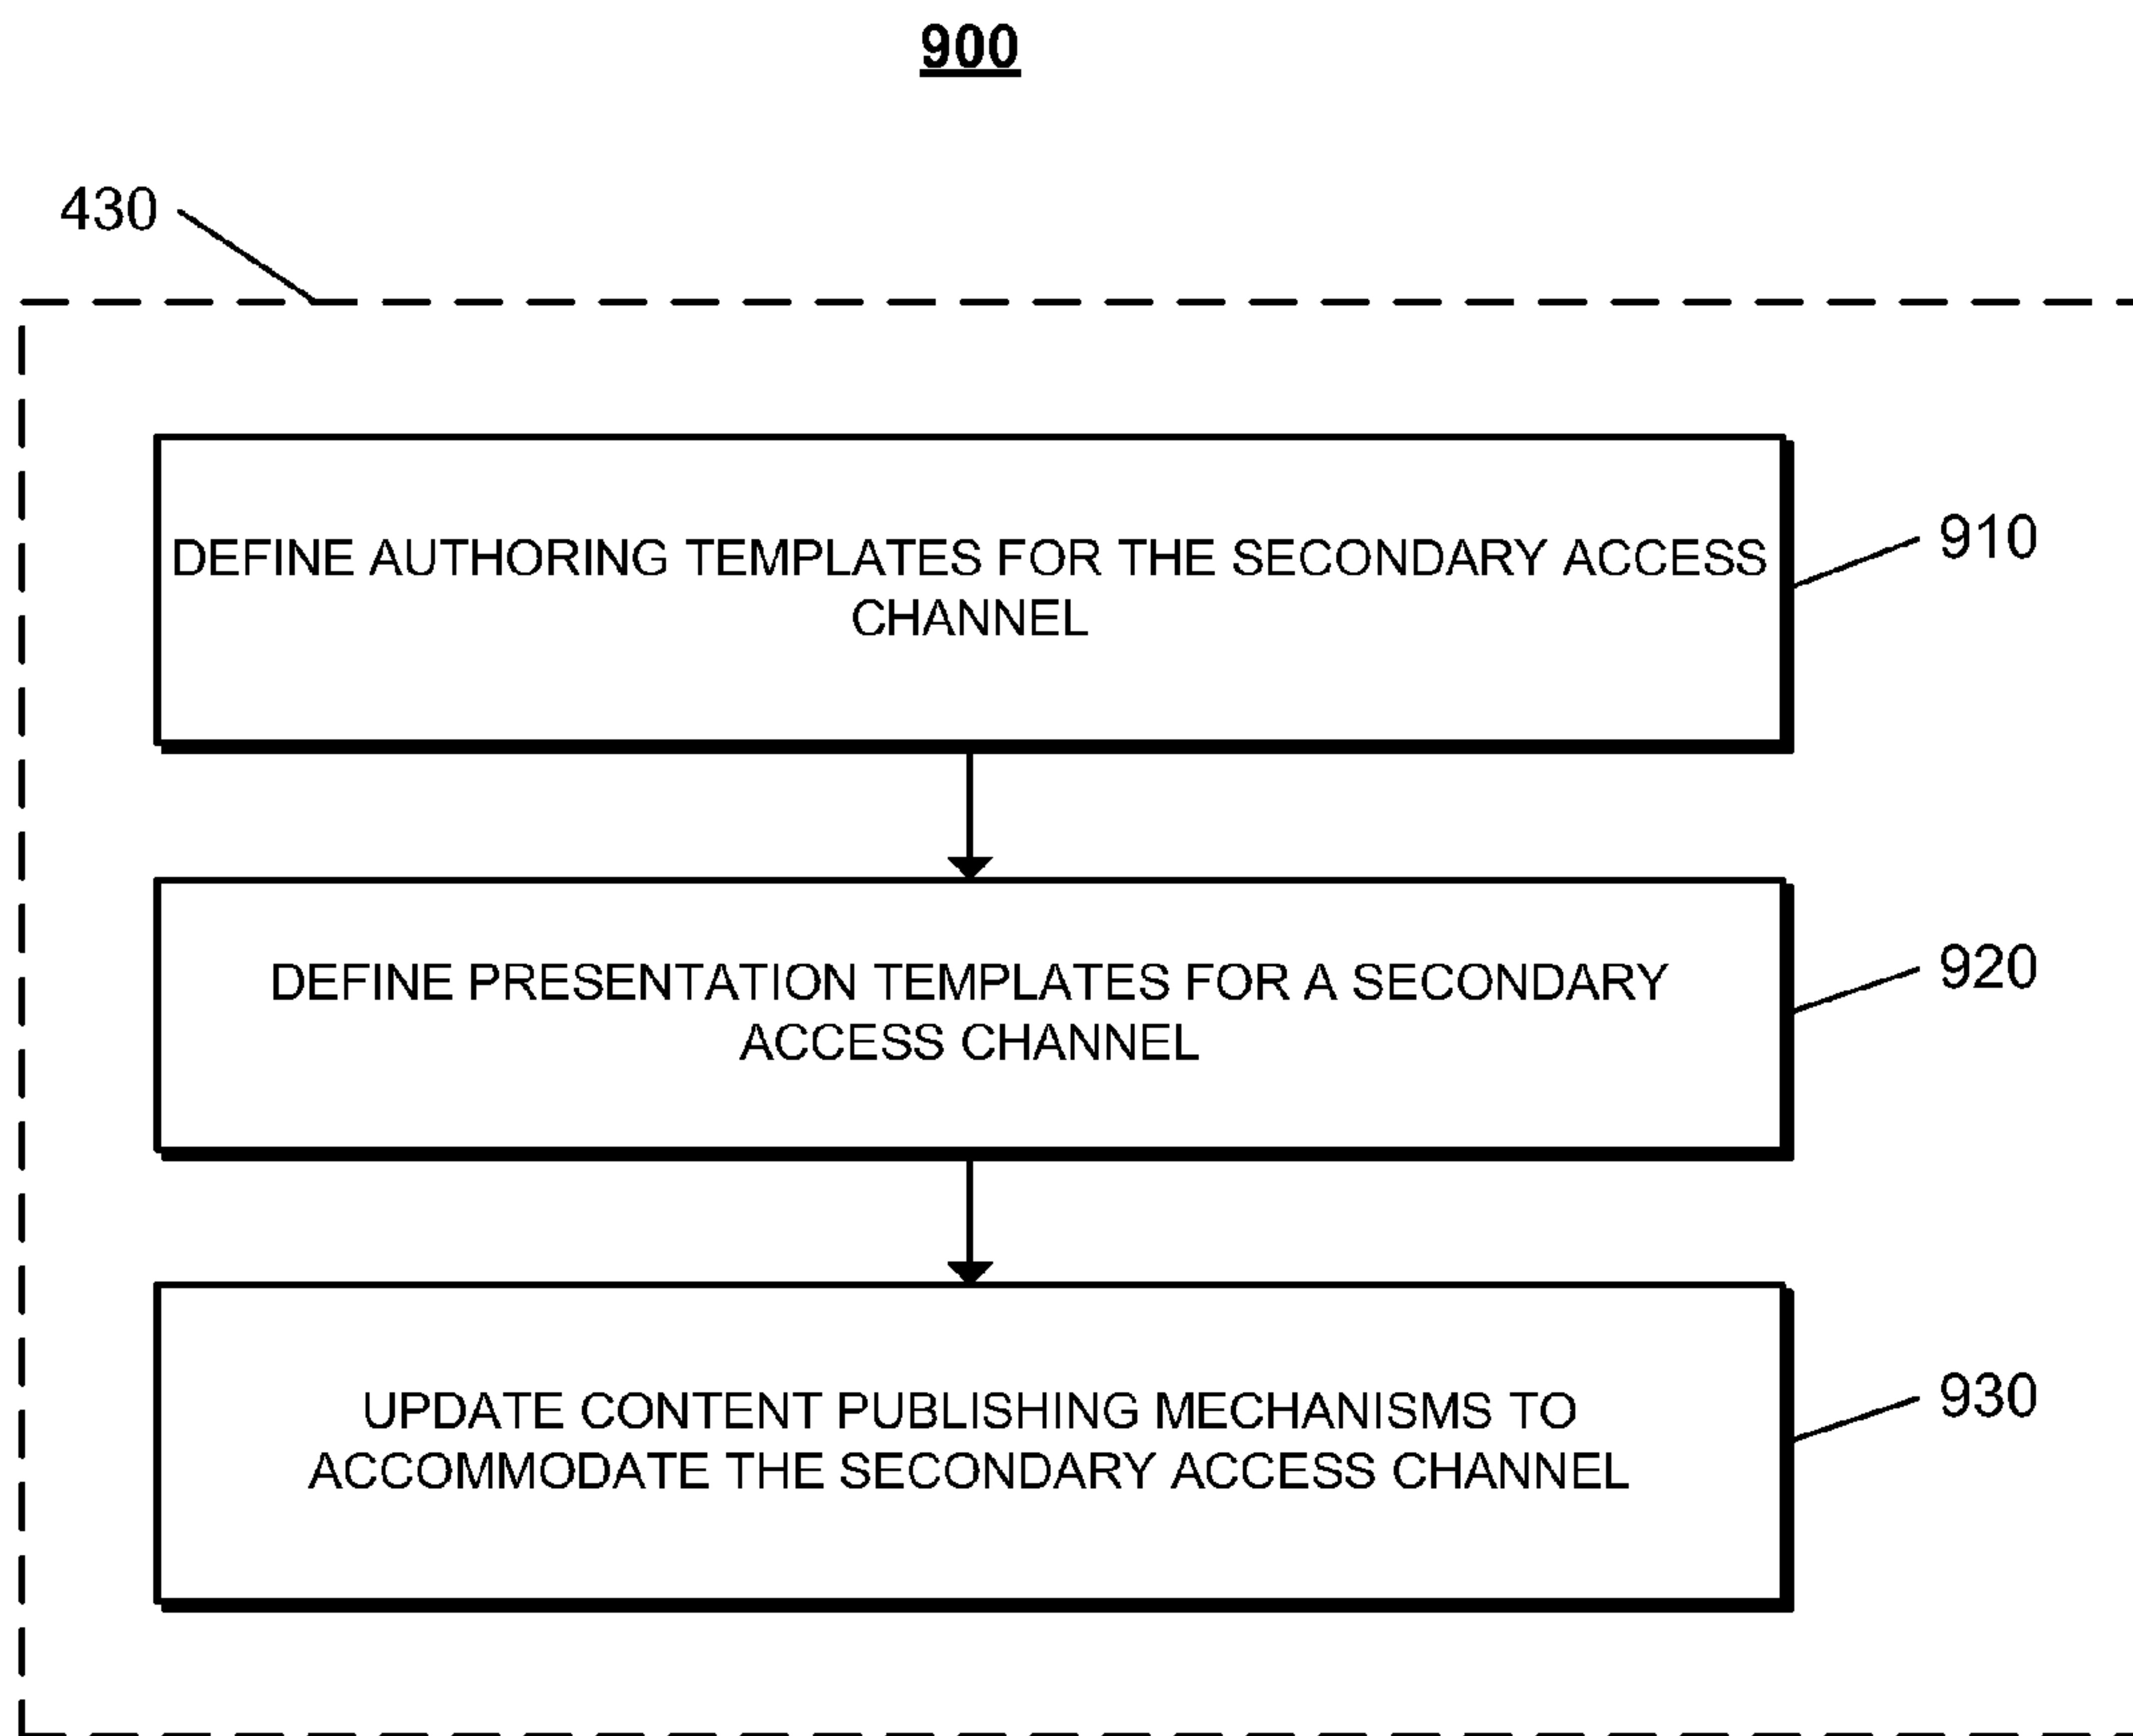 900
430
DEFINE AUTHORING TEMPLATES FOR THE SECONDARY ACCESS
CHANNEL
910
DEFINE PRESENTATION TEMPLATES FOR A SECONDARY
ACCESS CHANNEL
920
UPDATE CONTENT PUBLISHING MECHANISMS TO
ACCOMMODATE THE SECONDARY ACCESS CHANNEL
930